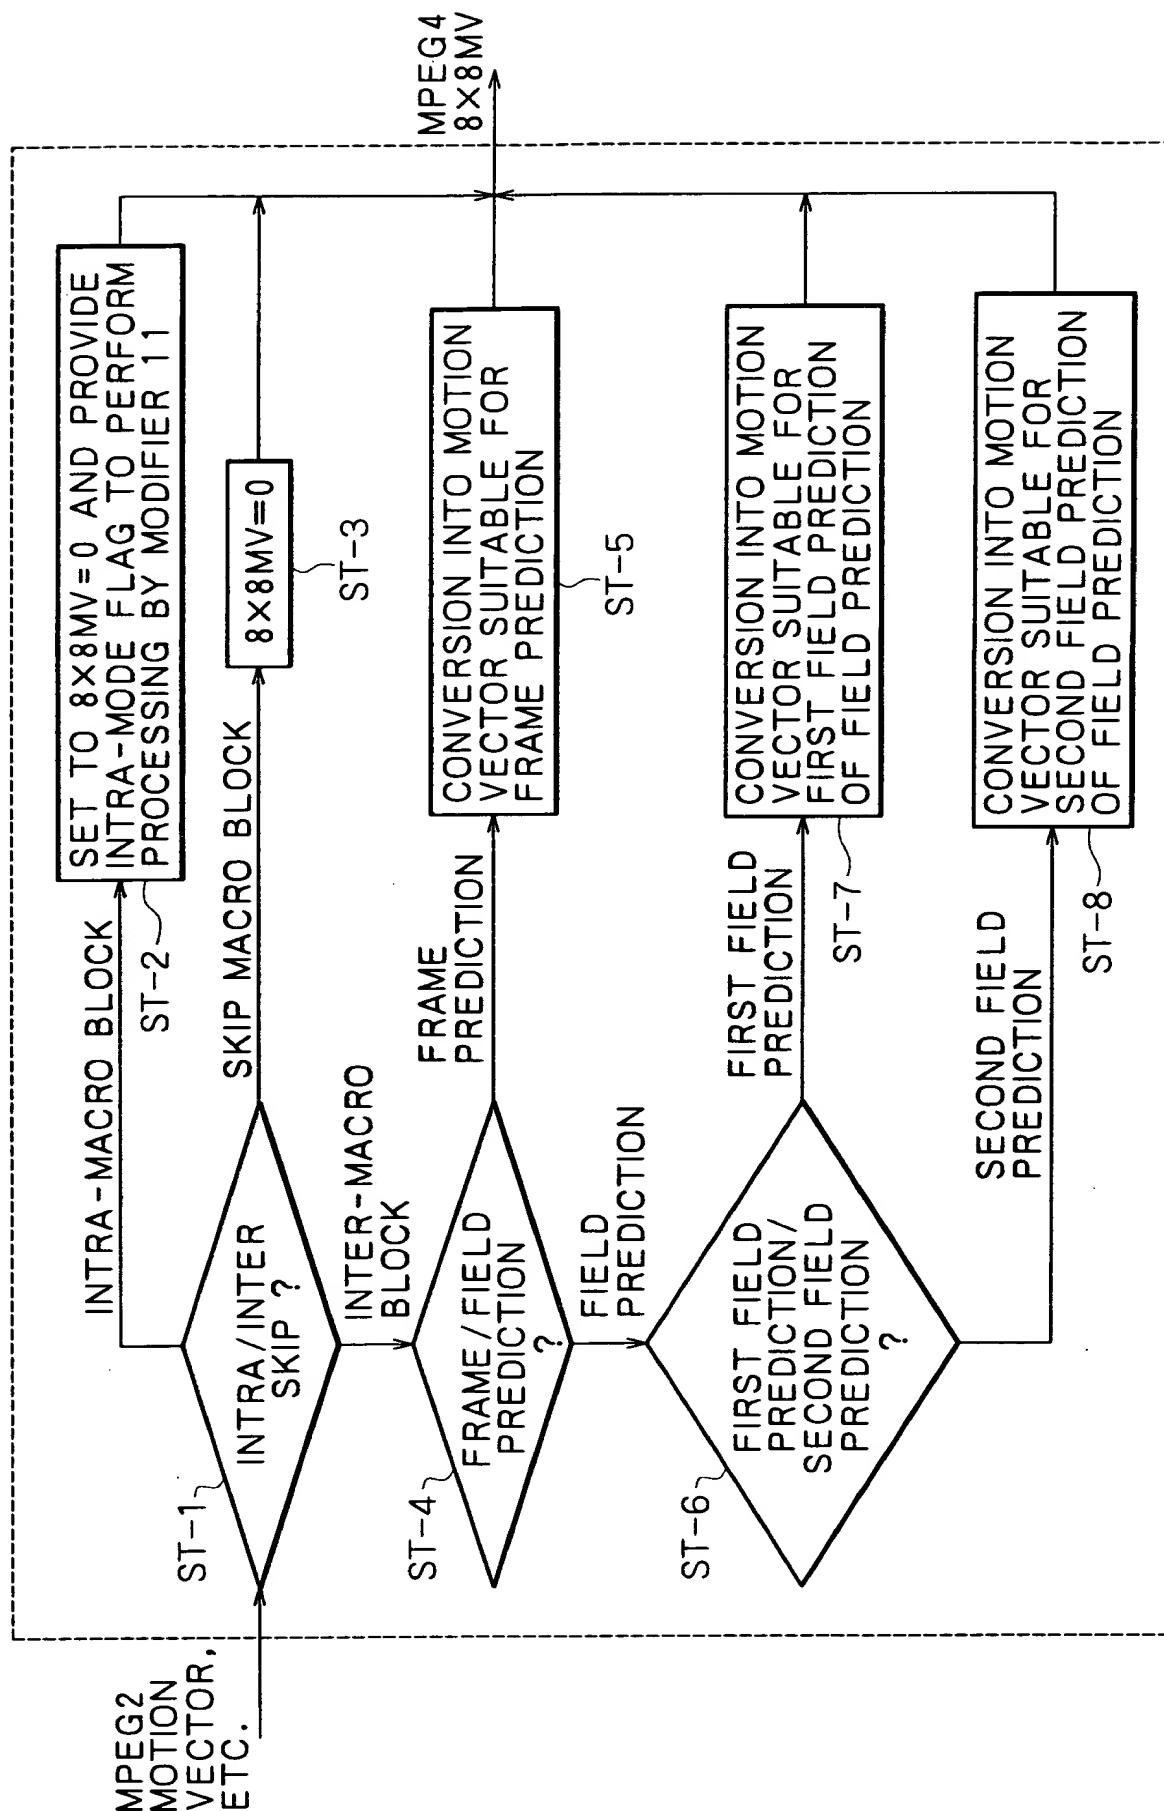 MPEG2
MOTION
VECTOR,
ETC.
ST-1
INTRA/INTER
SKIP ?
INTRA-MACRO BLOCK
ST-2
SET TO 8×8MV=0 AND PROVIDE
INTRA-MODE FLAG TO PERFORM
PROCESSING BY MODIFIER 11
SKIP MACRO BLOCK
8×8MV=0
ST-3
INTER-MACRO
BLOCK
ST-4
FRAME/FIELD
PREDICTION
?
FRAME
PREDICTION
CONVERSION INTO MOTION
VECTOR SUITABLE FOR
FRAME PREDICTION
ST-5
MPEG4
8×8MV
FIELD
PREDICTION
ST-6
FIRST FIELD
PREDICTION/
SECOND FIELD
PREDICTION
?
FIRST FIELD
PREDICTION
ST-7
CONVERSION INTO MOTION
VECTOR SUITABLE FOR
FIRST FIELD PREDICTION
OF FIELD PREDICTION
SECOND FIELD
PREDICTION
ST-8
CONVERSION INTO MOTION
VECTOR SUITABLE FOR
SECOND FIELD PREDICTION
OF FIELD PREDICTION